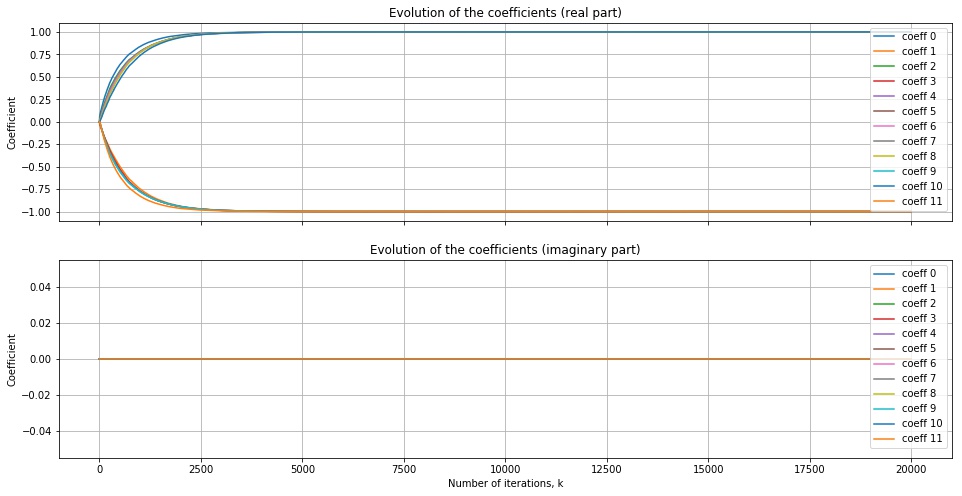 Evolution of the coefficients (real part)
1.00
0.75
0.50
0.25
0.00
−0.25
−0.50
−0.75
−1.00
Coefficient
coeff 0
coeff 1
coeff 2
coeff 3
coeff 4
coeff 5
coeff 6
coeff 7
coeff 8
coeff 9
coeff 10
coeff 11
Evolution of the coefficients (imaginary part)
0.04
0.02
0.00
−0.02
−0.04
Coefficient
coeff 0
coeff 1
coeff 2
coeff 3
coeff 4
coeff 5
coeff 6
coeff 7
coeff 8
coeff 9
coeff 10
coeff 11
0 2500 5000 7500 10000 12500 15000 17500 20000
Number of iterations, k